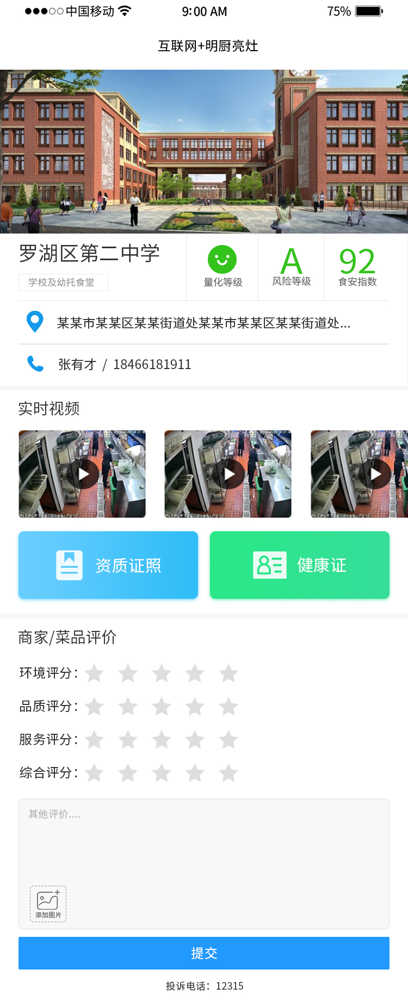 中国移动 9:00 AM 75%
互联网+明厨亮灶
罗湖区第二中学
学校及幼托食堂
量化等级
A
风险等级
92
食安指数
某某市某某区某某街道处某某市某某区某某街道处...
张有才 / 18466181911
实时视频
资质证照
健康证
商家/菜品评价
环境评分：
品质评分：
服务评分：
综合评分：
其他评价....
添加图片
提交
投诉电话：12315